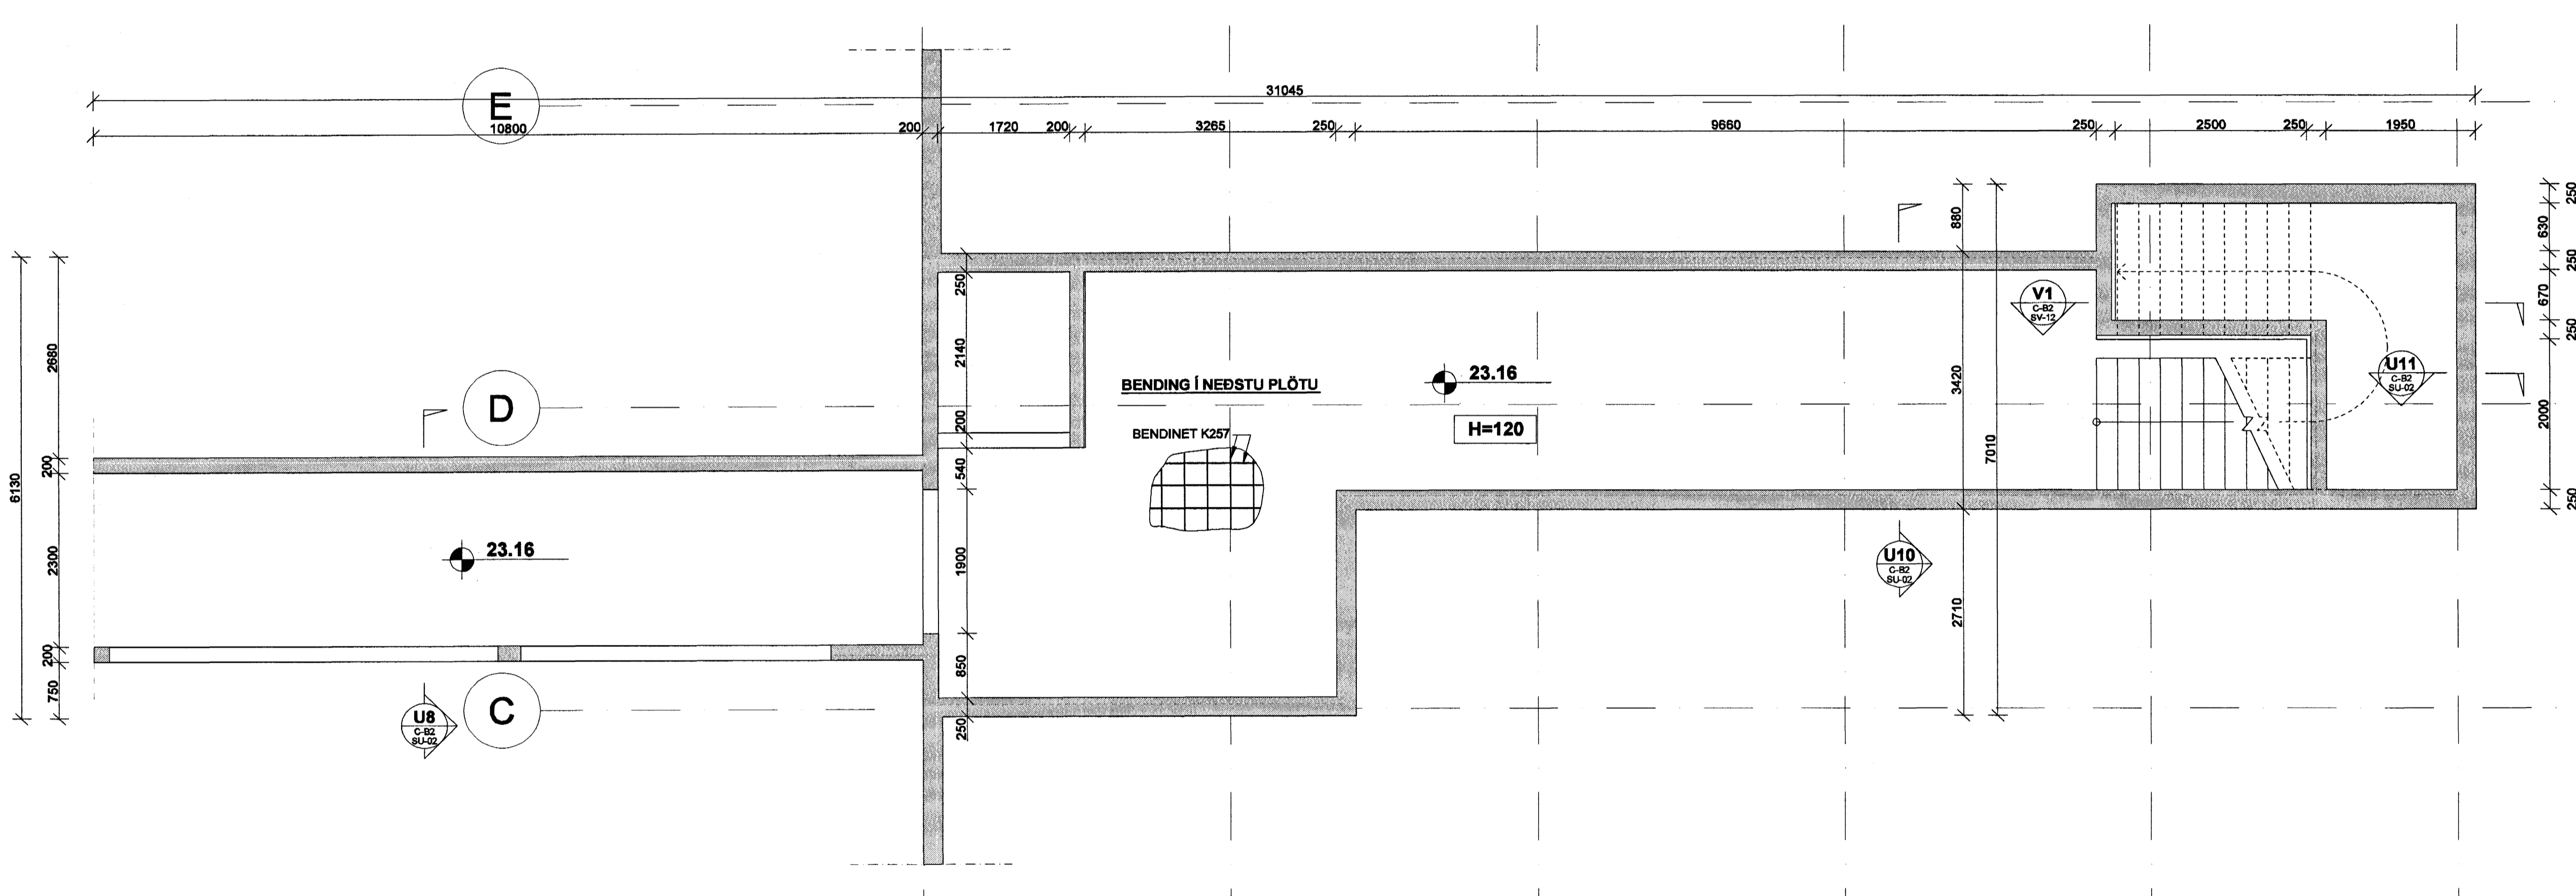 E
31045
10800
200
1720
200
3265
250
9660
250
2500
250
1950
250
630
250
670
250
2000
250
880
3420
7010
2710
V1
C-B2
SV-12
U11
C-B2
SU-02
250
2140
200
540
1900
850
250
BENDING Í NEÐSTU PLÖTU
23.16
H=120
BENDINET K257
D
6130
2680
200
2300
200
750
23.16
U10
C-B2
SU-02
U8
C-B2
SU-02
C